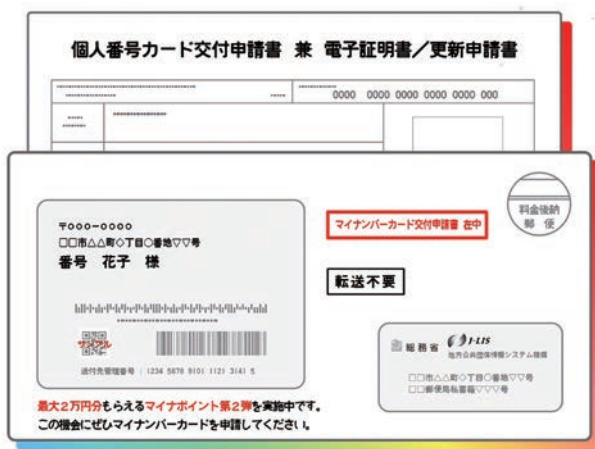 個人番号カード交付申請書 兼 電子証明書/更新申請書
0000 0000 0000 0000 0000 000
料金後納
郵 便
マイナンバーカード交付申請書 在中
〒000-0000
□□市△△町◇丁目○番地▽▽号
番号 花子 様
転送不要
サンプル
送付先管理番号 : 1234 5678 9101 1121 3141 5
総務省 J-LIS
地方公共団体情報システム機構
□□市△△町◇丁目○番地▽▽号
□□郵便局私書箱▽▽▽号
最大2万円分もらえるマイナポイント第2弾を実施中です。
この機会にぜひマイナンバーカードを申請してください。